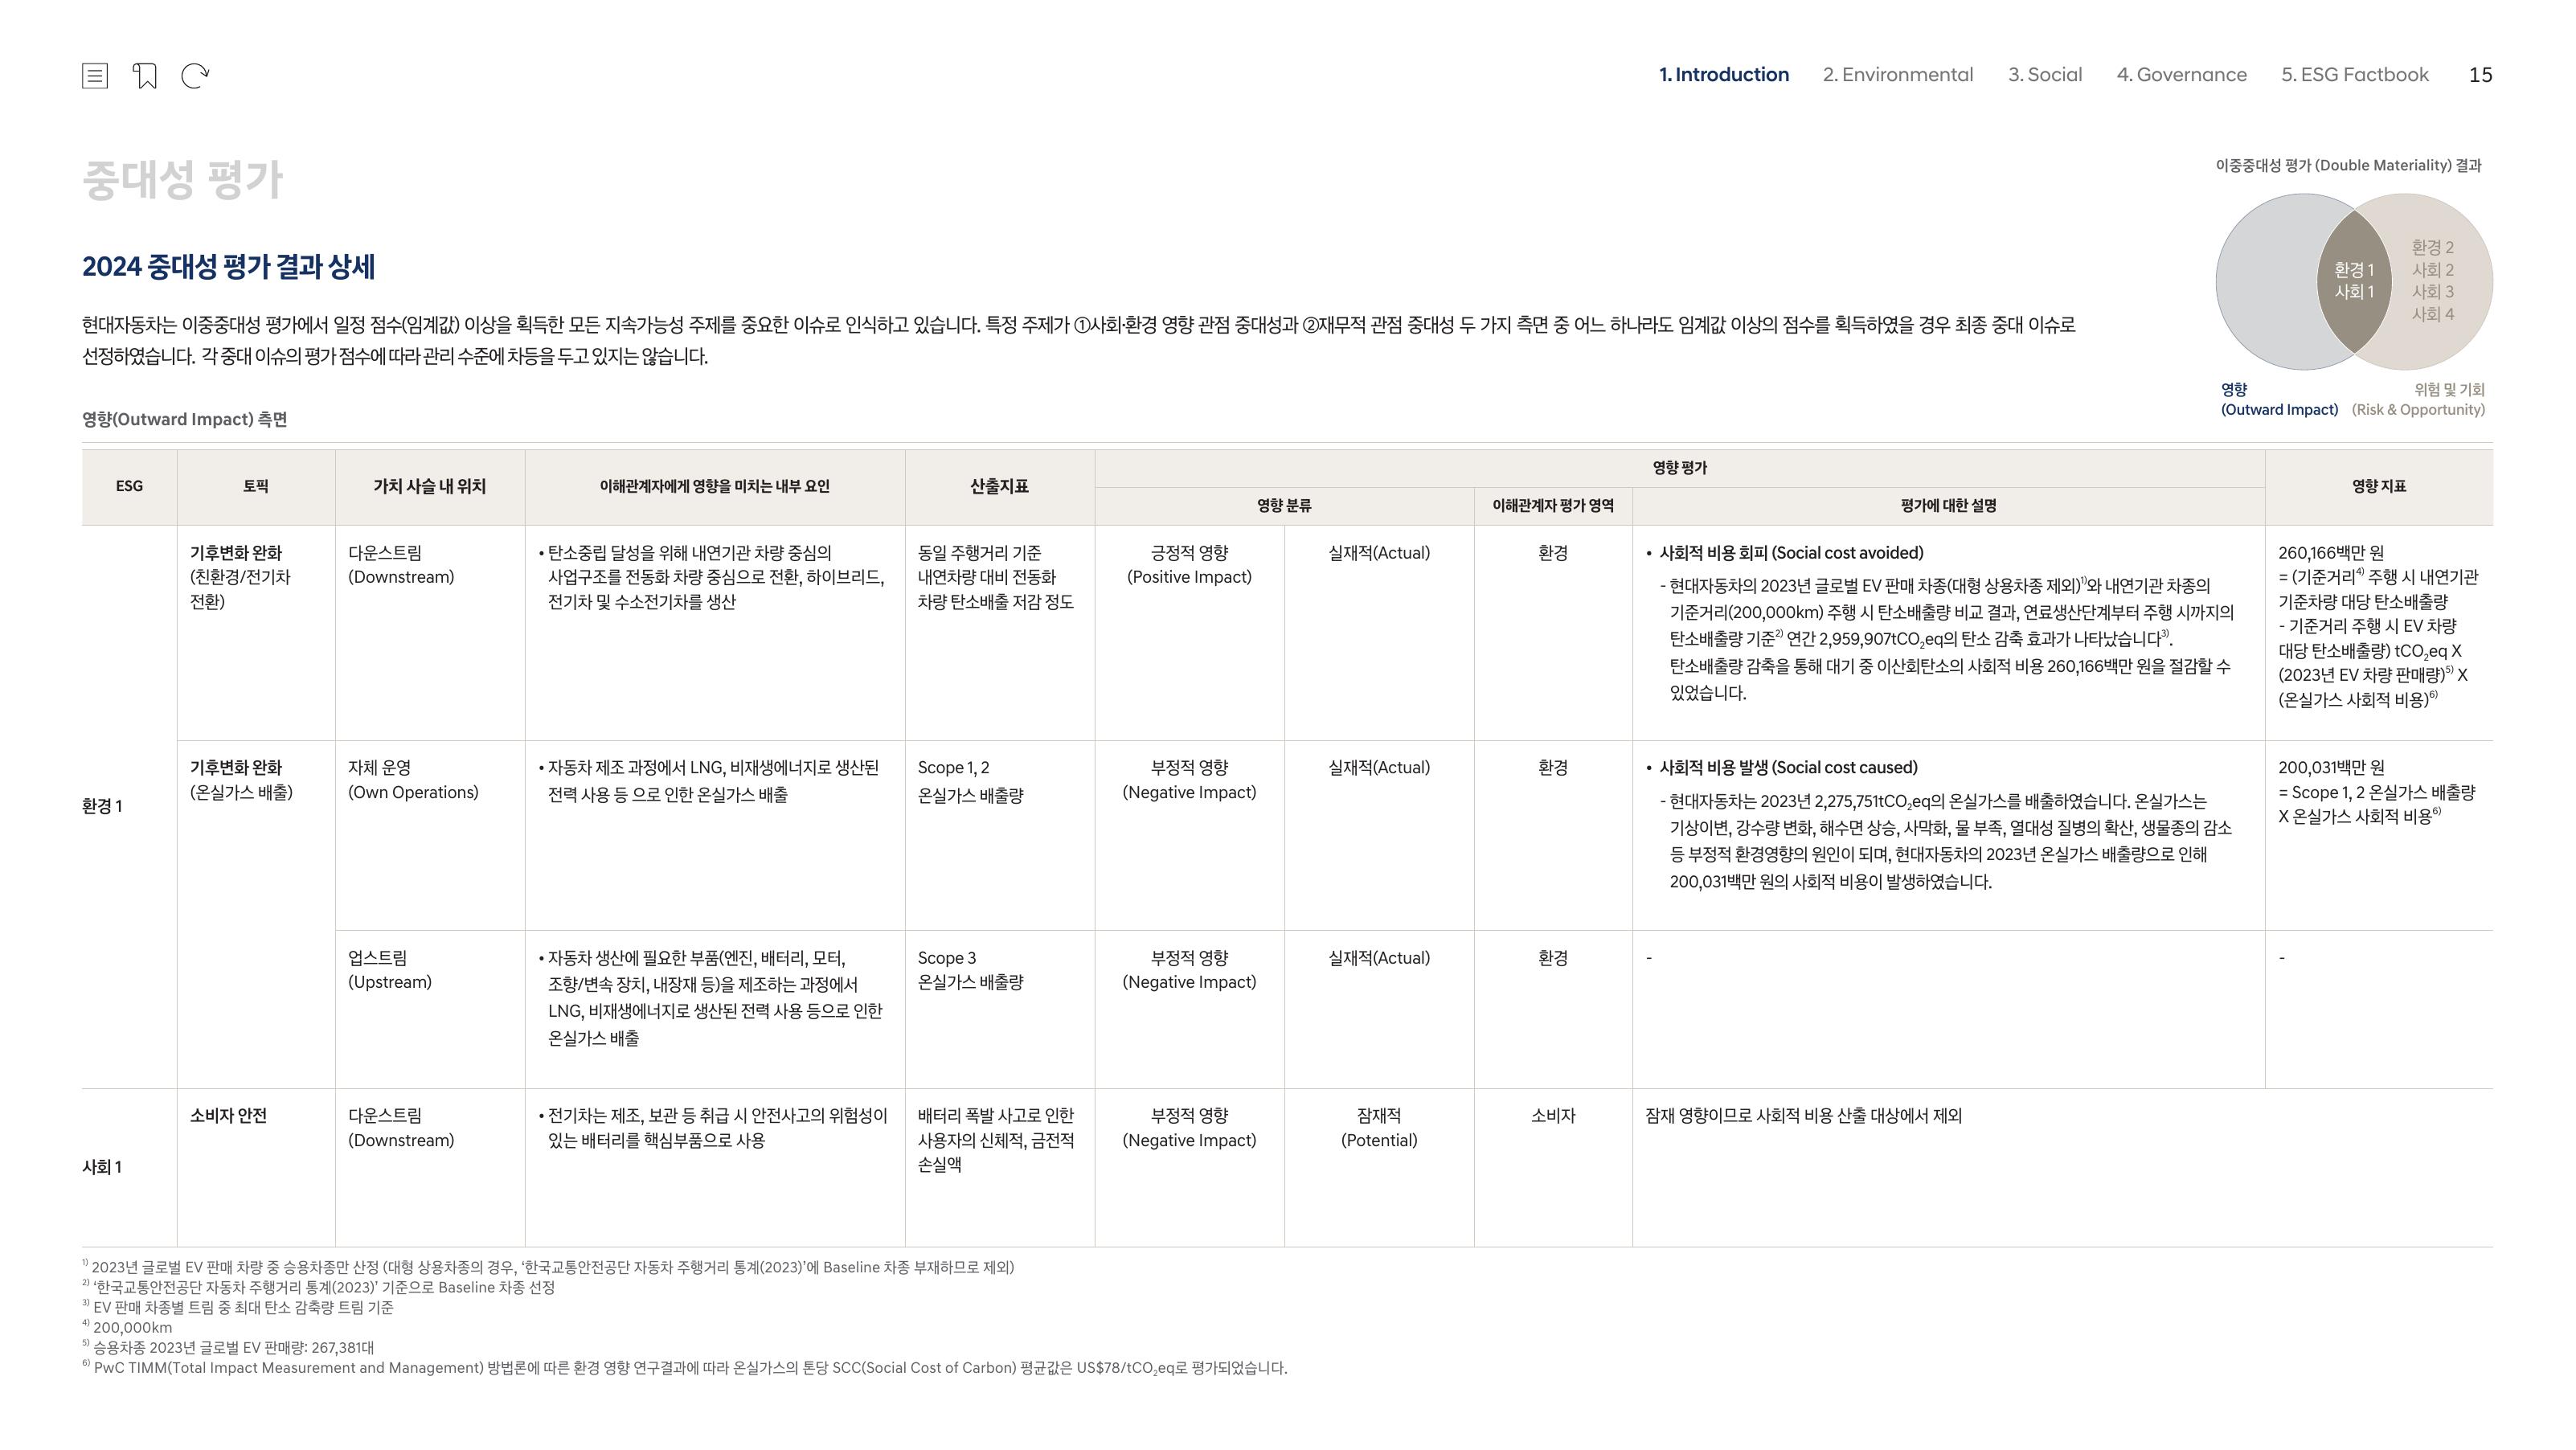 1. Introduction 2. Environmental 3. Social 4. Governance 5. ESG Factbook 15
중대성 평가
2024 중대성 평가 결과 상세
현대자동차는 이중중대성 평가에서 일정 점수(임계값) 이상을 획득한 모든 지속가능성 주제를 중요한 이슈로 인식하고 있습니다. 특정 주제가 ①사회·환경 영향 관점 중대성과 ②재무적 관점 중대성 두 가지 측면 중 어느 하나라도 임계값 이상의 점수를 획득하였을 경우 최종 중대 이슈로
선정하였습니다. 각 중대 이슈의 평가 점수에 따라 관리 수준에 차등을 두고 있지는 않습니다.
이중중대성 평가 (Double Materiality) 결과
환경 1
사회 1
환경 2
사회 2
사회 3
사회 4
영향
(Outward Impact)
위험 및 기회
(Risk & Opportunity)
영향(Outward Impact) 측면
ESG
토픽
가치 사슬 내 위치
이해관계자에게 영향을 미치는 내부 요인
산출지표
영향 평가
영향 분류
이해관계자 평가 영역
평가에 대한 설명
영향 지표
환경 1
기후변화 완화
(친환경/전기차
전환)
다운스트림
(Downstream)
• 탄소중립 달성을 위해 내연기관 차량 중심의
사업구조를 전동화 차량 중심으로 전환, 하이브리드,
전기차 및 수소전기차를 생산
동일 주행거리 기준
내연차량 대비 전동화
차량 탄소배출 저감 정도
긍정적 영향
(Positive Impact)
실재적(Actual)
환경
• 사회적 비용 회피 (Social cost avoided)
- 현대자동차의 2023년 글로벌 EV 판매 차종(대형 상용차종 제외)1)와 내연기관 차종의
기준거리(200,000km) 주행 시 탄소배출량 비교 결과, 연료생산단계부터 주행 시까지의
탄소배출량 기준2) 연간 2,959,907tCO₂eq의 탄소 감축 효과가 나타났습니다3).
탄소배출량 감축을 통해 대기 중 이산회탄소의 사회적 비용 260,166백만 원을 절감할 수
있었습니다.
260,166백만 원
= (기준거리4) 주행 시 내연기관
기준차량 대당 탄소배출량
- 기준거리 주행 시 EV 차량
대당 탄소배출량) tCO₂eq X
(2023년 EV 차량 판매량)5) X
(온실가스 사회적 비용)6)
기후변화 완화
(온실가스 배출)
자체 운영
(Own Operations)
• 자동차 제조 과정에서 LNG, 비재생에너지로 생산된
전력 사용 등 으로 인한 온실가스 배출
Scope 1, 2
온실가스 배출량
부정적 영향
(Negative Impact)
실재적(Actual)
환경
• 사회적 비용 발생 (Social cost caused)
- 현대자동차는 2023년 2,275,751tCO₂eq의 온실가스를 배출하였습니다. 온실가스는
기상이변, 강수량 변화, 해수면 상승, 사막화, 물 부족, 열대성 질병의 확산, 생물종의 감소
등 부정적 환경영향의 원인이 되며, 현대자동차의 2023년 온실가스 배출량으로 인해
200,031백만 원의 사회적 비용이 발생하였습니다.
200,031백만 원
= Scope 1, 2 온실가스 배출량
X 온실가스 사회적 비용6)
업스트림
(Upstream)
• 자동차 생산에 필요한 부품(엔진, 배터리, 모터,
조향/변속 장치, 내장재 등)을 제조하는 과정에서
LNG, 비재생에너지로 생산된 전력 사용 등으로 인한
온실가스 배출
Scope 3
온실가스 배출량
부정적 영향
(Negative Impact)
실재적(Actual)
환경
-
-
사회 1
소비자 안전
다운스트림
(Downstream)
• 전기차는 제조, 보관 등 취급 시 안전사고의 위험성이
있는 배터리를 핵심부품으로 사용
배터리 폭발 사고로 인한
사용자의 신체적, 금전적
손실액
부정적 영향
(Negative Impact)
잠재적
(Potential)
소비자
잠재 영향이므로 사회적 비용 산출 대상에서 제외
1) 2023년 글로벌 EV 판매 차량 중 승용차종만 산정 (대형 상용차종의 경우, ‘한국교통안전공단 자동차 주행거리 통계(2023)’에 Baseline 차종 부재하므로 제외)
2) ‘한국교통안전공단 자동차 주행거리 통계(2023)’ 기준으로 Baseline 차종 선정
3) EV 판매 차종별 트림 중 최대 탄소 감축량 트림 기준
4) 200,000km
5) 승용차종 2023년 글로벌 EV 판매량: 267,381대
6) PwC TIMM(Total Impact Measurement and Management) 방법론에 따른 환경 영향 연구결과에 따라 온실가스의 톤당 SCC(Social Cost of Carbon) 평균값은 US$78/tCO₂eq로 평가되었습니다.